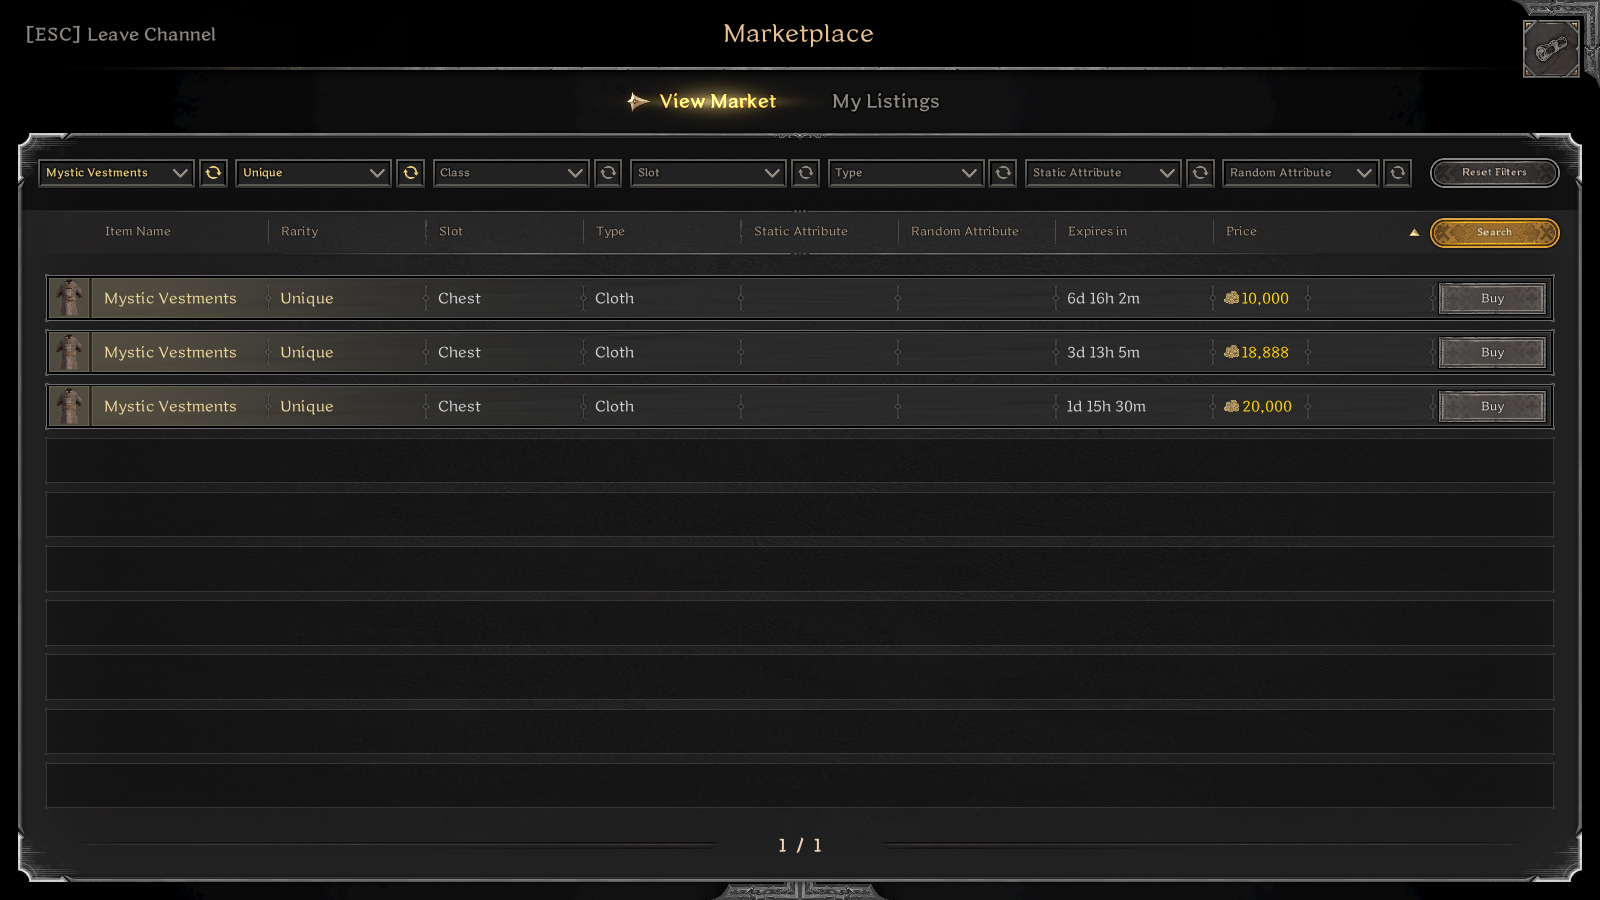 [ESC] Leave Channel
Marketplace
View Market
My Listings
Mystic Vestments
Unique
Class
Slot
Type
Static Attribute
Random Attribute
Reset Filters
Item Name
Rarity
Slot
Type
Static Attribute
Random Attribute
Expires in
Price
Search
Mystic Vestments Unique Chest Cloth 6d 16h 2m 10,000 Buy
Mystic Vestments Unique Chest Cloth 3d 13h 5m 18,888 Buy
Mystic Vestments Unique Chest Cloth 1d 15h 30m 20,000 Buy
1 / 1